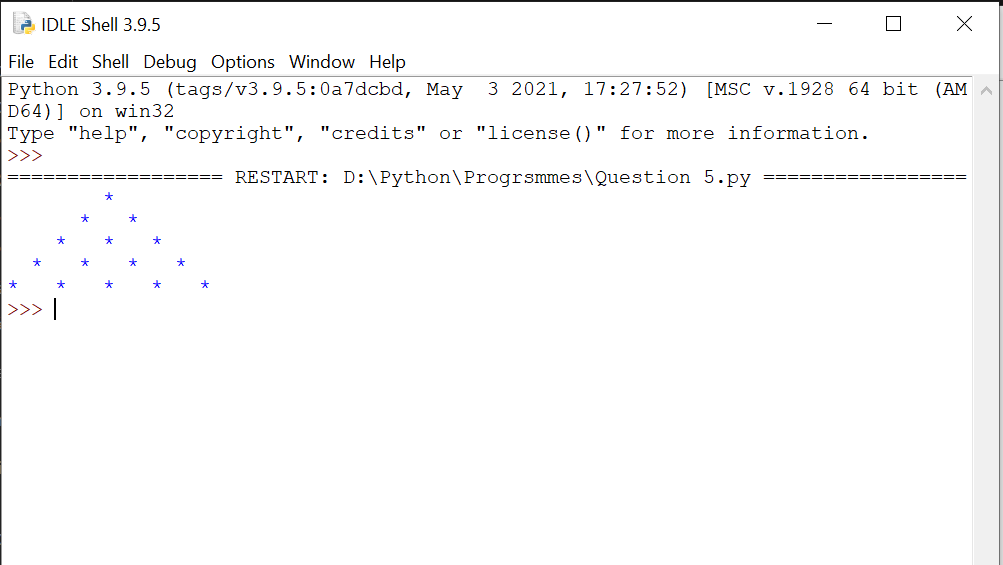 IDLE Shell 3.9.5
File Edit Shell Debug Options Window Help
Python 3.9.5 (tags/v3.9.5:0a7dcbd, May  3 2021, 17:27:52) [MSC v.1928 64 bit (AM
D64)] on win32
Type "help", "copyright", "credits" or "license()" for more information.
>>>
================== RESTART: D:\Python\Progrsmmes\Question 5.py =================
        *
      *   *
    *   *   *
  *   *   *   *
*   *   *   *   *
>>>